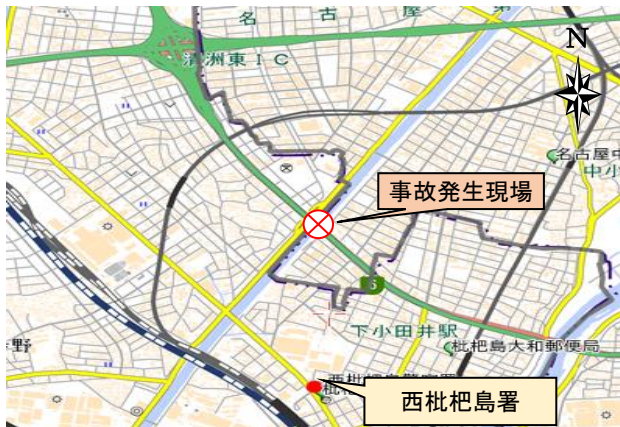 名 古 屋 第
清洲東IC
N
名古屋中
中小
事故発生現場
6
下小田井駅
枇杷島大和郵便局
野
西枇杷島署